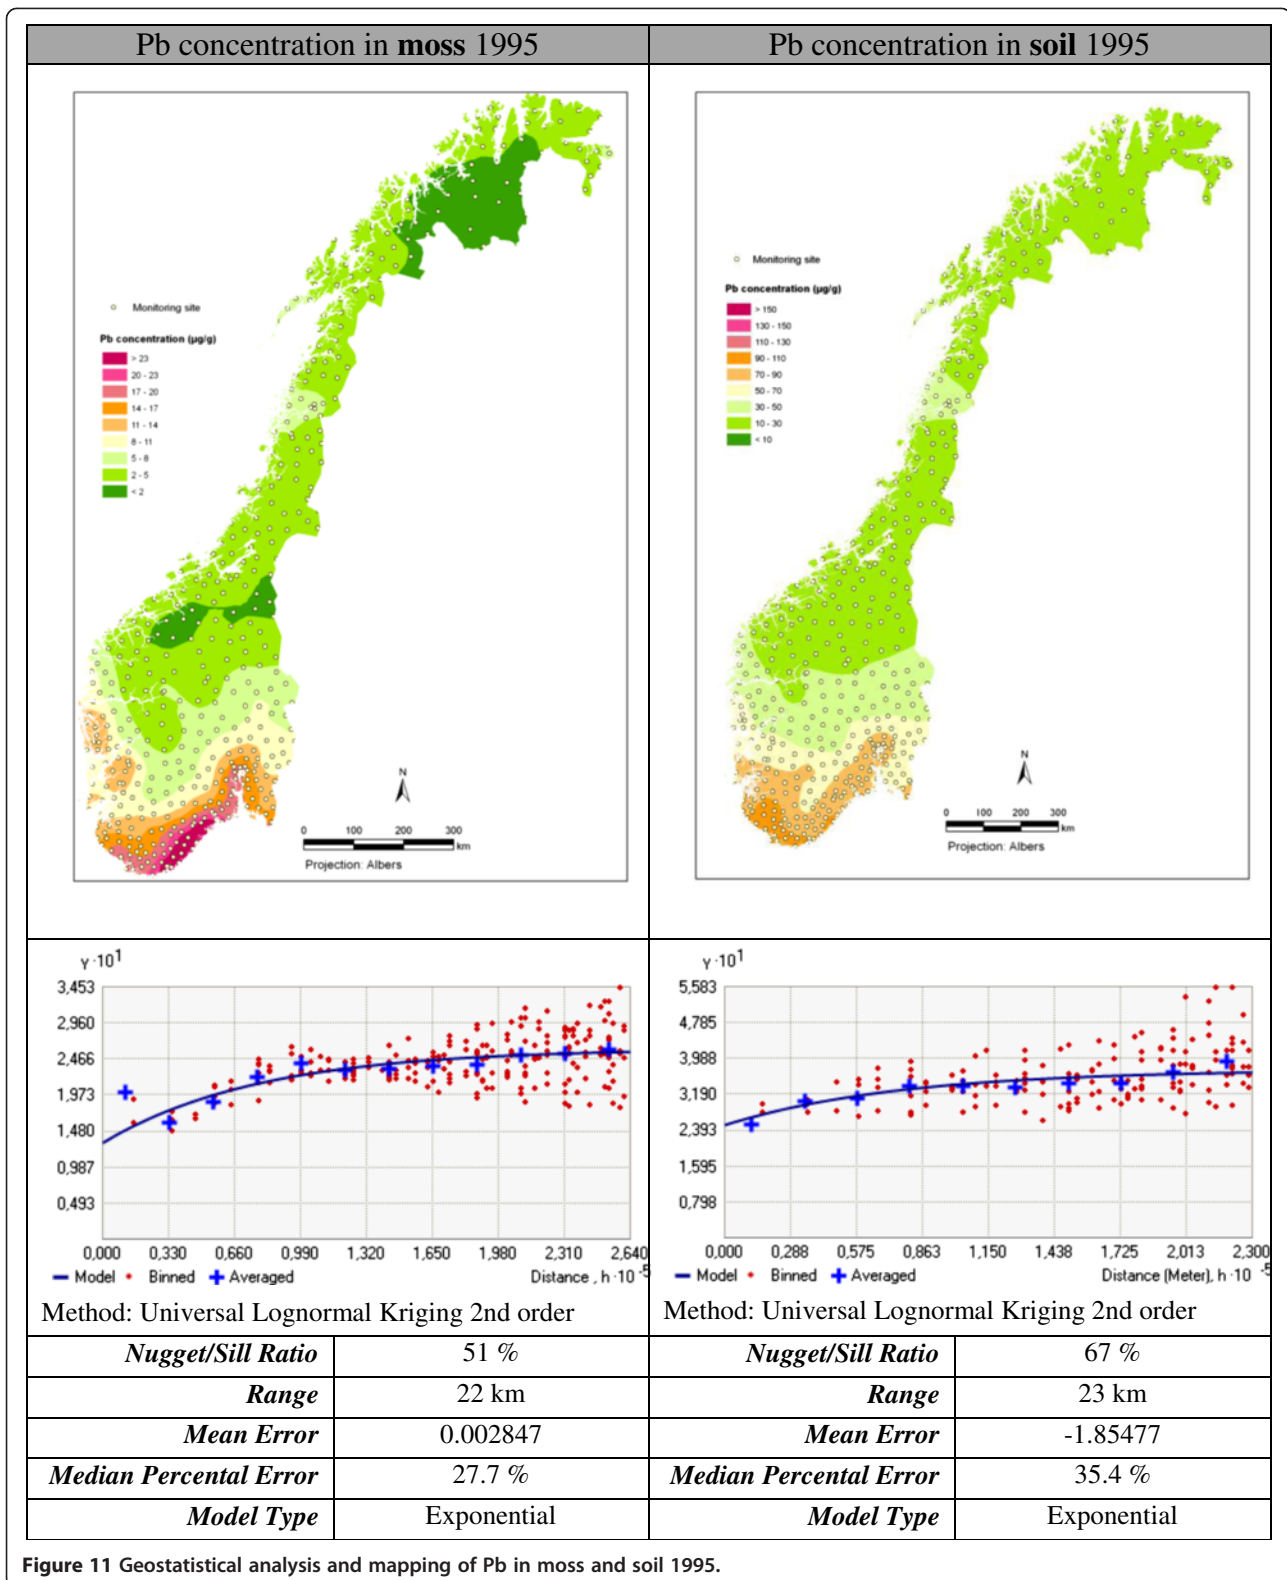 Pb concentration in moss 1995
Pb concentration in soil 1995
Monitoring site
Pb concentration (µg/g)
> 23
20 - 23
17 - 20
14 - 17
11 - 14
8 - 11
5 - 8
2 - 5
< 2
N
0 100 200 300
km
Projection: Albers
Monitoring site
Pb concentration (µg/g)
> 150
130 - 150
110 - 130
90 - 110
70 - 90
50 - 70
30 - 50
10 - 30
< 10
N
0 100 200 300
km
Projection: Albers
γ ·10¹
3,453
2,960
2,466
1,973
1,480
0,987
0,493
0,000 0,330 0,660 0,990 1,320 1,650 1,980 2,310 2,640
Model Binned Averaged Distance , h ·10 ⁻⁵
Method: Universal Lognormal Kriging 2nd order
γ ·10¹
5,583
4,785
3,988
3,190
2,393
1,595
0,798
0,000 0,288 0,575 0,863 1,150 1,438 1,725 2,013 2,300
Model Binned Averaged Distance (Meter), h ·10 ⁻⁵
Method: Universal Lognormal Kriging 2nd order
Nugget/Sill Ratio 51 % Nugget/Sill Ratio 67 %
Range 22 km Range 23 km
Mean Error 0.002847 Mean Error -1.85477
Median Percental Error 27.7 % Median Percental Error 35.4 %
Model Type Exponential Model Type Exponential
Figure 11 Geostatistical analysis and mapping of Pb in moss and soil 1995.